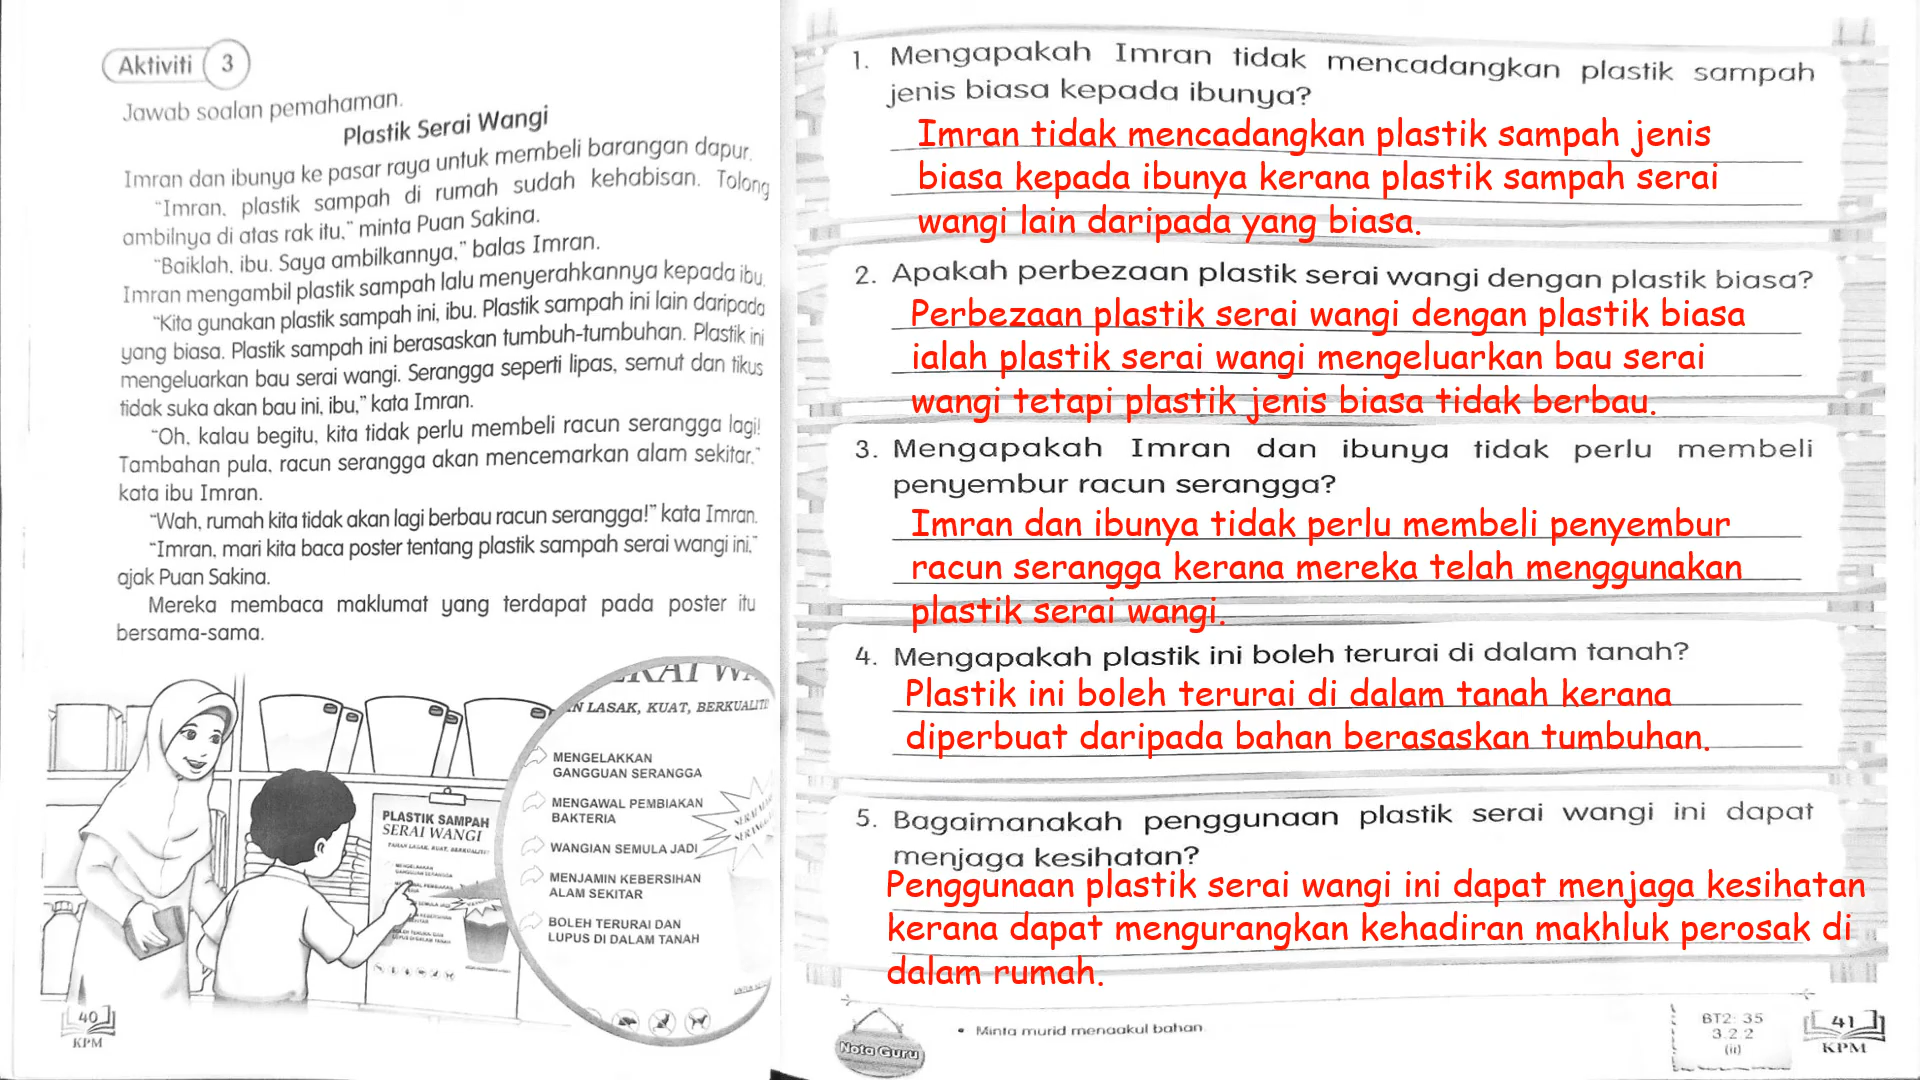 Aktiviti 3
Jawab soalan pemahaman.
Plastik Serai Wangi
Imran dan ibunya ke pasar raya untuk membeli barangan dapur.
"Imran, plastik sampah di rumah sudah kehabisan. Tolong
ambilnya di atas rak itu," minta Puan Sakina.
"Baiklah, ibu. Saya ambilkannya," balas Imran.
Imran mengambil plastik sampah lalu menyerahkannya kepada ibu.
"Kita gunakan plastik sampah ini, ibu. Plastik sampah ini lain daripada
yang biasa. Plastik sampah ini berasaskan tumbuh-tumbuhan. Plastik ini
mengeluarkan bau serai wangi. Serangga seperti lipas, semut dan tikus
tidak suka akan bau ini, ibu," kata Imran.
"Oh, kalau begitu, kita tidak perlu membeli racun serangga lagi!
Tambahan pula, racun serangga akan mencemarkan alam sekitar,"
kata ibu Imran.
"Wah, rumah kita tidak akan lagi berbau racun serangga!" kata Imran.
"Imran, mari kita baca poster tentang plastik sampah serai wangi ini,"
ajak Puan Sakina.
Mereka membaca maklumat yang terdapat pada poster itu
bersama-sama.
LASAK, KUAT,
MENGELAKKAN
GANGGUAN SERANGGA
MENGAWAL PEMBIAKAN
BAKTERIA
WANGIAN SEMULA JADI
MENJAMIN KEBERSIHAN
ALAM SEKITAR
BOLEH TERURAI DAN
LUPUS DI DALAM TANAH
PLASTIK SAMPAH
SERAI WANGI
40
KPM
1. Mengapakah Imran tidak mencadangkan plastik sampah
jenis biasa kepada ibunya?
Imran tidak mencadangkan plastik sampah jenis
biasa kepada ibunya kerana plastik sampah serai
wangi lain daripada yang biasa.
2. Apakah perbezaan plastik serai wangi dengan plastik biasa?
Perbezaan plastik serai wangi dengan plastik biasa
ialah plastik serai wangi mengeluarkan bau serai
wangi tetapi plastik jenis biasa tidak berbau.
3. Mengapakah Imran dan ibunya tidak perlu membeli
penyembur racun serangga?
Imran dan ibunya tidak perlu membeli penyembur
racun serangga kerana mereka telah menggunakan
plastik serai wangi.
4. Mengapakah plastik ini boleh terurai di dalam tanah?
Plastik ini boleh terurai di dalam tanah kerana
diperbuat daripada bahan berasaskan tumbuhan.
5. Bagaimanakah penggunaan plastik serai wangi ini dapat
menjaga kesihatan?
Penggunaan plastik serai wangi ini dapat menjaga kesihatan
kerana dapat mengurangkan kehadiran makhluk perosak di
dalam rumah.
Nota Guru
• Minta murid menaakul bahan
BT2: 35
3.2.2
(ii)
41
KPM